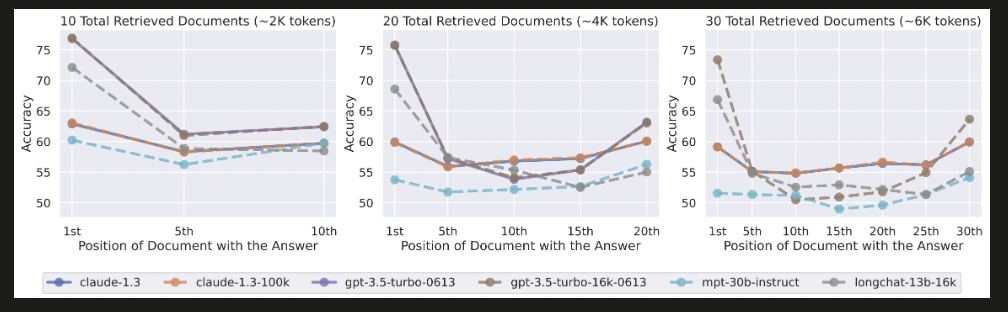 10 Total Retrieved Documents (~2K tokens)
20 Total Retrieved Documents (~4K tokens)
30 Total Retrieved Documents (~6K tokens)
Accuracy
75
70
65
60
55
50
1st 5th 10th
Position of Document with the Answer
Accuracy
75
70
65
60
55
50
1st 5th 10th 15th 20th
Position of Document with the Answer
Accuracy
75
70
65
60
55
50
1st 5th 10th 15th 20th 25th 30th
Position of Document with the Answer
claude-1.3 claude-1.3-100k gpt-3.5-turbo-0613 gpt-3.5-turbo-16k-0613 mpt-30b-instruct longchat-13b-16k